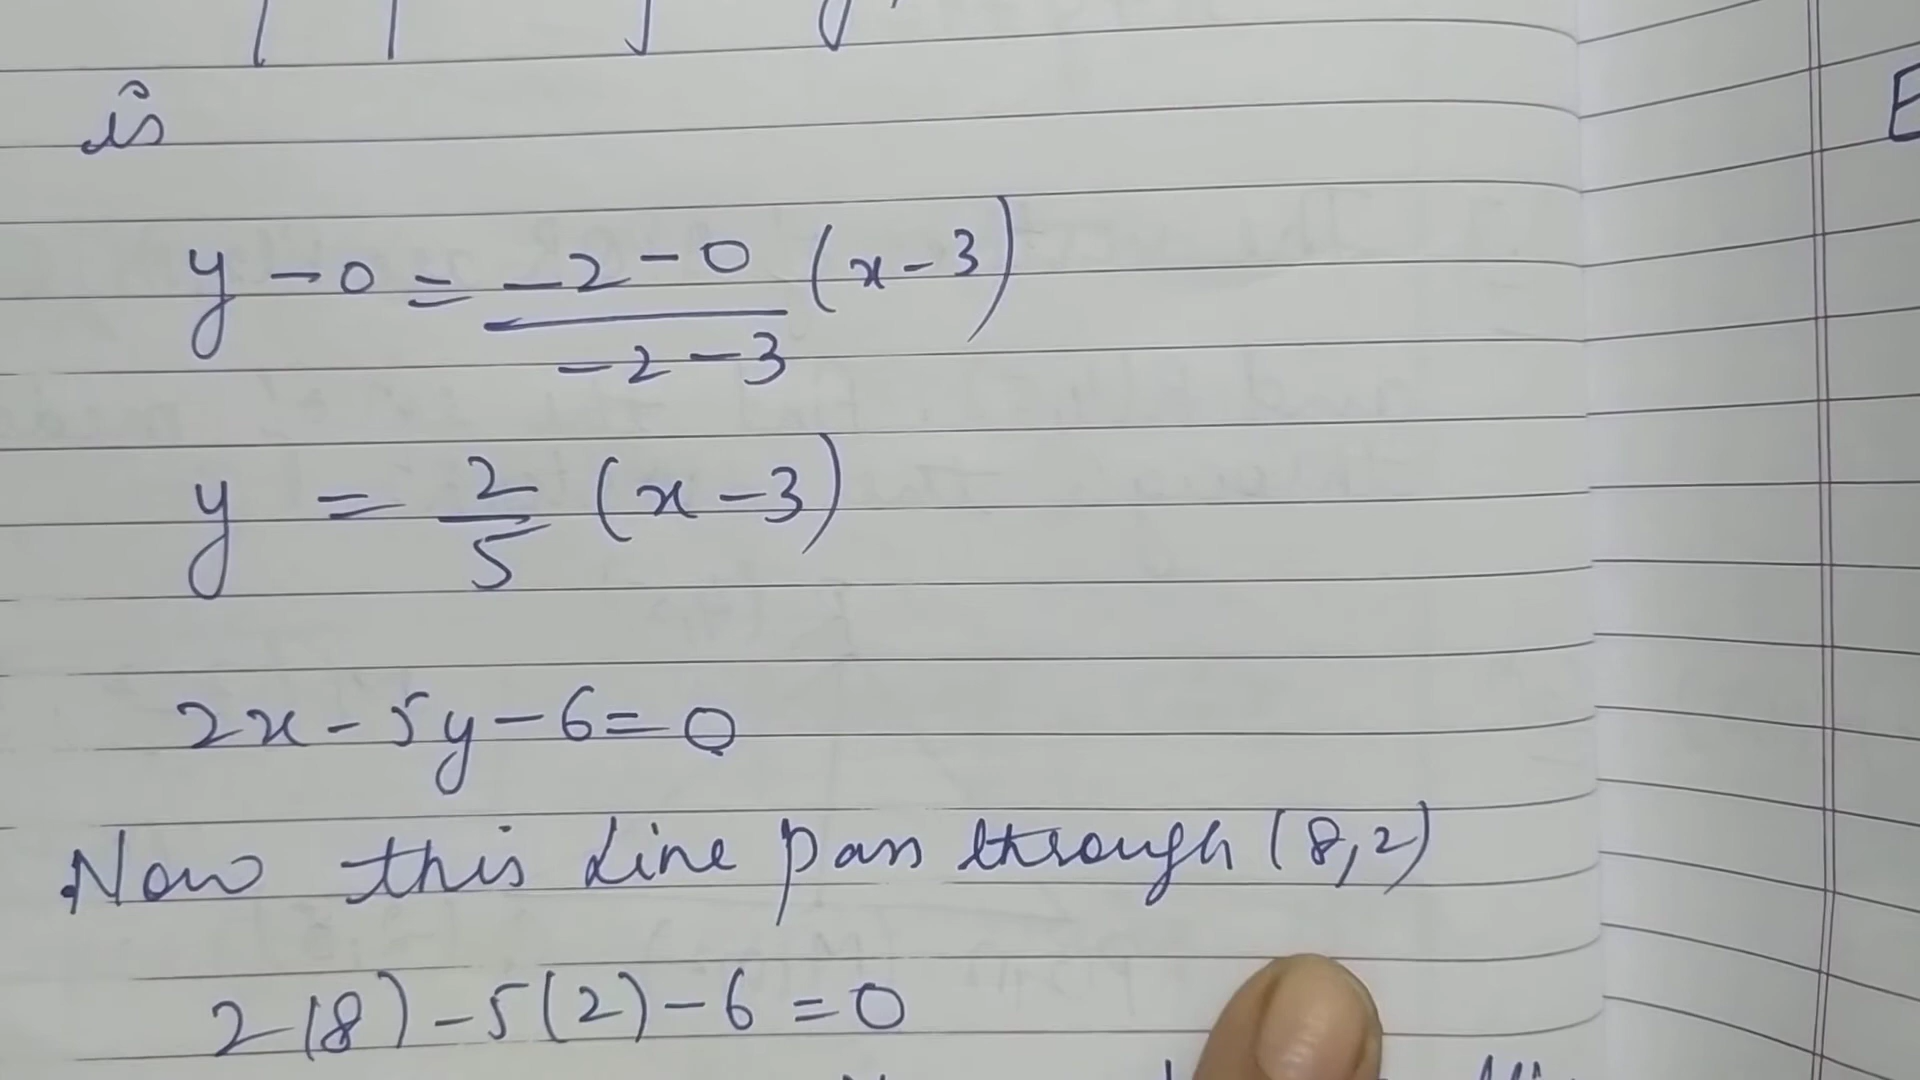 is
y - 0 = -2 - 0 / -2 - 3 (x - 3)
y = 2/5 (x - 3)
2x - 5y - 6 = 0
Now this Line pass through (8,2)
2(8) - 5(2) - 6 = 0